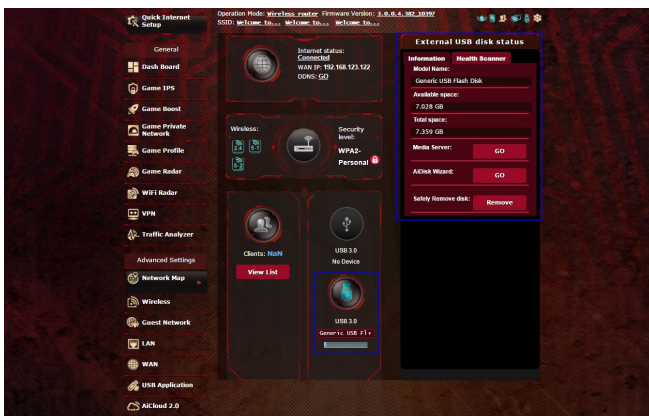 Quick Internet
Setup
Operation Mode: Wireless router Firmware Version: 3.0.0.4.382_10397
SSID: Welcome to... Welcome to... Welcome to...
General
Dash Board
Game IPS
Game Boost
Game Private
Network
Game Profile
Game Radar
WiFi Radar
VPN
Traffic Analyzer
Advanced Settings
Network Map
Wireless
Guest Network
LAN
WAN
USB Application
AiCloud 2.0
Internet status:
Connected
WAN IP: 192.168.123.122
DDNS: GO
Wireless:
2.4
5-1
5-2
Security
level:
WPA2-
Personal
Clients: NaN
View List
USB 3.0
No Device
USB 3.0
Generic USB Fl
External USB disk status
Information Health Scanner
Model Name:
Generic USB Flash Disk
Available space:
7.028 GB
Total space:
7.359 GB
Media Server: GO
AiDisk Wizard: GO
Safely Remove disk: Remove